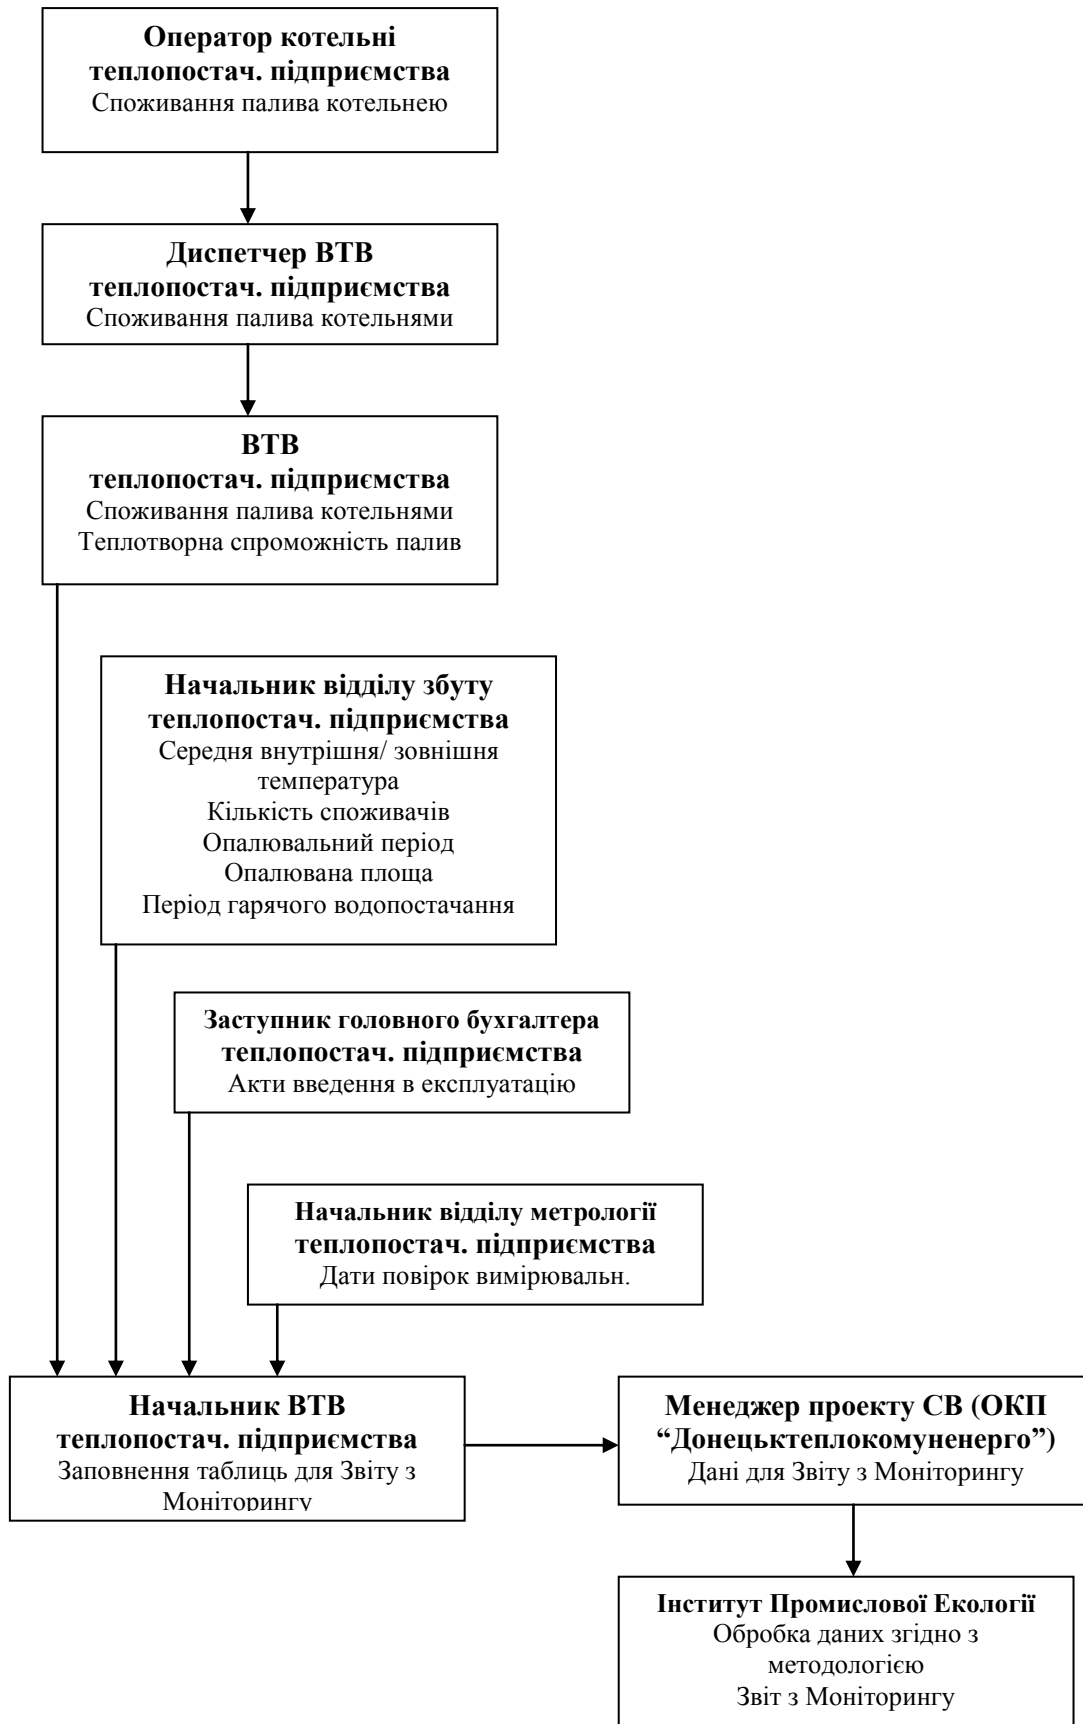 Оператор котельні
теплопостач. підприємства
Споживання палива котельнею
Диспетчер ВТВ
теплопостач. підприємства
Споживання палива котельнями
ВТВ
теплопостач. підприємства
Споживання палива котельнями
Теплотворна спроможність палив
Начальник відділу збуту
теплопостач. підприємства
Середня внутрішня/ зовнішня
температура
Кількість споживачів
Опалювальний період
Опалювана площа
Період гарячого водопостачання
Заступник головного бухгалтера
теплопостач. підприємства
Акти введення в експлуатацію
Начальник відділу метрології
теплопостач. підприємства
Дати повірок вимірювальн.
Начальник ВТВ
теплопостач. підприємства
Заповнення таблиць для Звіту з
Моніторингу
Менеджер проекту СВ (ОКП
“Донецьктеплокомуненерго”)
Дані для Звіту з Моніторингу
Інститут Промислової Екології
Обробка даних згідно з
методологією
Звіт з Моніторингу